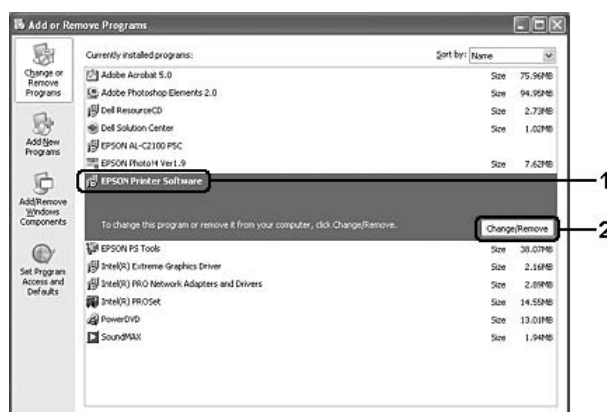 Add or Remove Programs
Change or
Remove
Programs
Add New
Programs
Add/Remove
Windows
Components
Set Program
Access and
Defaults
Currently installed programs:
Sort by: Name
Adobe Acrobat 5.0 Size 75.96MB
Adobe Photoshop Elements 2.0 Size 94.95MB
Dell ResourceCD Size 2.73MB
Dell Solution Center Size 1.02MB
EPSON AL-C2100 PSC
EPSON PhotoM Ver1.9 Size 7.62MB
EPSON Printer Software
1
To change this program or remove it from your computer, click Change/Remove.
Change/Remove
2
EPSON PS Tools Size 38.07MB
Intel(R) Extreme Graphics Driver Size 2.16MB
Intel(R) PRO Network Adapters and Drivers Size 2.89MB
Intel(R) PROSet Size 14.55MB
PowerDVD Size 13.01MB
SoundMAX Size 1.94MB